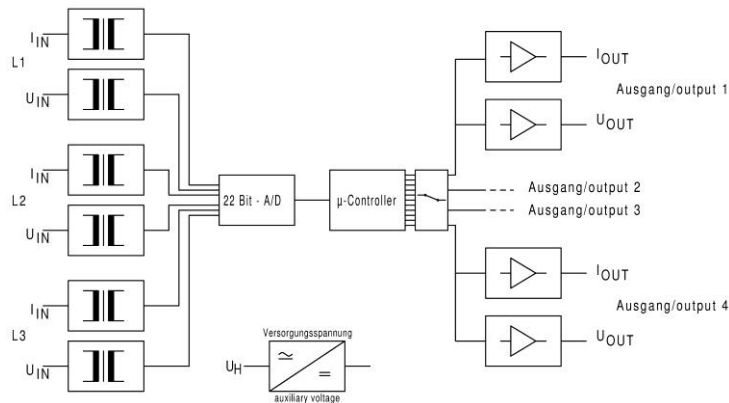 I_IN
L1
U_IN
I_IN
L2
U_IN
I_IN
L3
U_IN
22 Bit - A/D
µ-Controller
I_OUT
Ausgang/output 1
U_OUT
Ausgang/output 2
Ausgang/output 3
I_OUT
Ausgang/output 4
U_OUT
Versorgungsspannung
U_H
auxiliary voltage